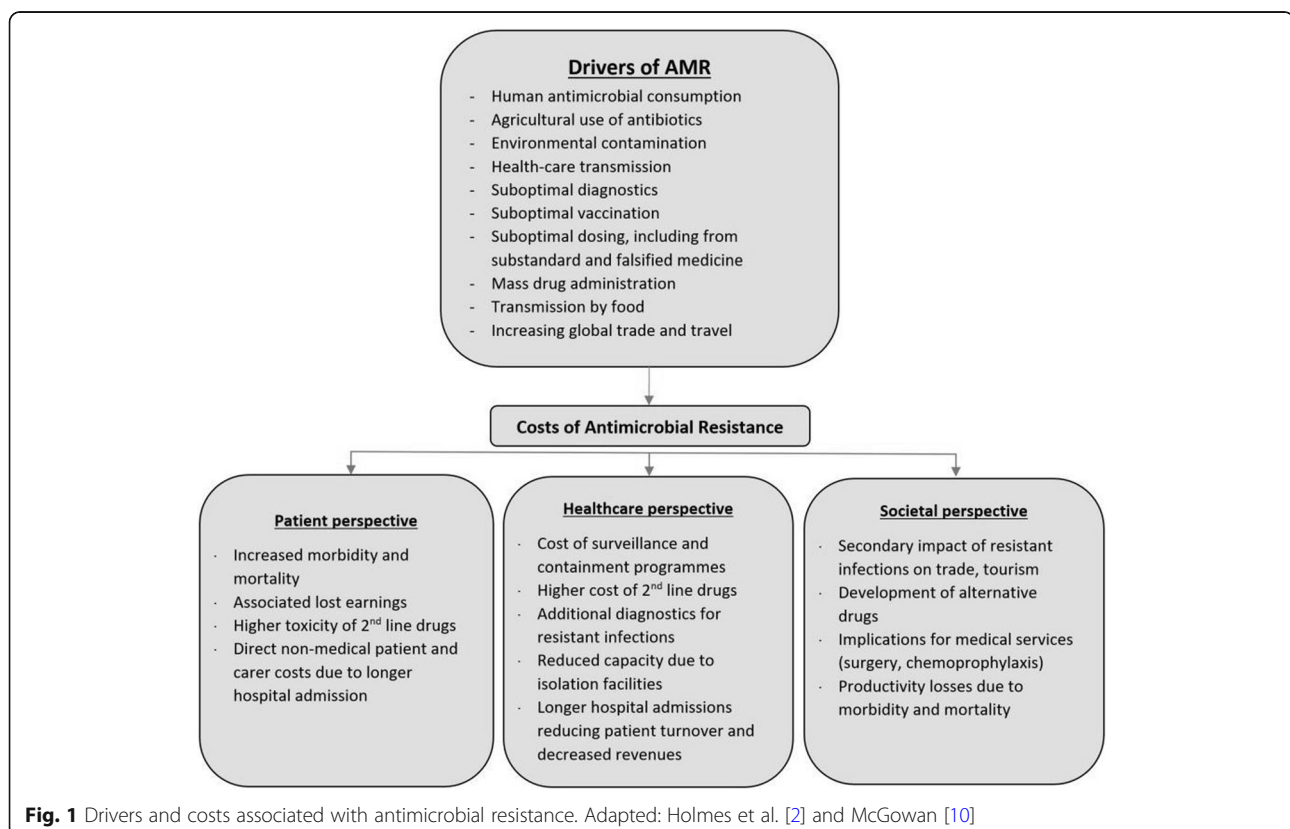 Drivers of AMR
- Human antimicrobial consumption
- Agricultural use of antibiotics
- Environmental contamination
- Health-care transmission
- Suboptimal diagnostics
- Suboptimal vaccination
- Suboptimal dosing, including from
substandard and falsified medicine
- Mass drug administration
- Transmission by food
- Increasing global trade and travel
Costs of Antimicrobial Resistance
Patient perspective
· Increased morbidity and
mortality
· Associated lost earnings
· Higher toxicity of 2nd line drugs
· Direct non-medical patient and
carer costs due to longer
hospital admission
Healthcare perspective
· Cost of surveillance and
containment programmes
· Higher cost of 2nd line drugs
· Additional diagnostics for
resistant infections
· Reduced capacity due to
isolation facilities
· Longer hospital admissions
reducing patient turnover and
decreased revenues
Societal perspective
· Secondary impact of resistant
infections on trade, tourism
· Development of alternative
drugs
· Implications for medical services
(surgery, chemoprophylaxis)
· Productivity losses due to
morbidity and mortality
Fig. 1 Drivers and costs associated with antimicrobial resistance. Adapted: Holmes et al. [2] and McGowan [10]